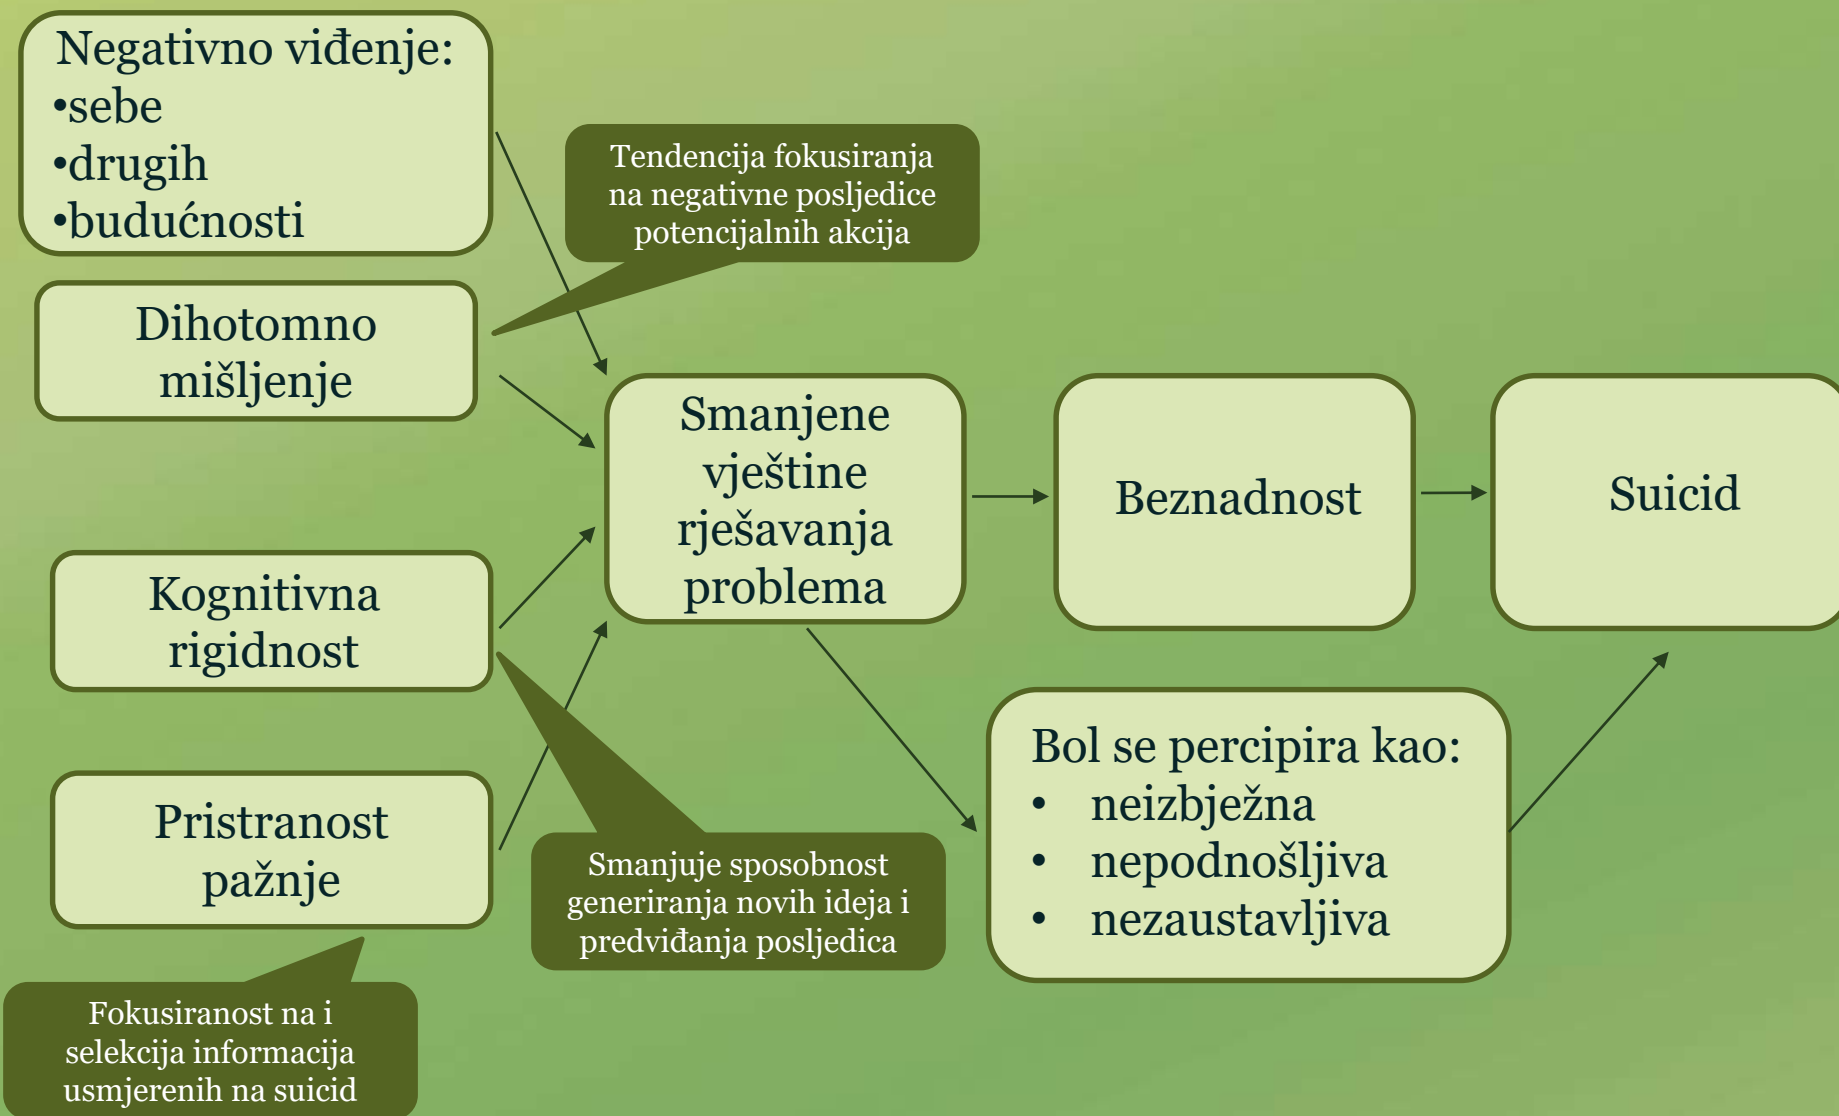 Negativno viđenje:
•sebe
•drugih
•budućnosti
Tendencija fokusiranja
na negativne posljedice
potencijalnih akcija
Dihotomno
mišljenje
Smanjene
vještine
rješavanja
problema
Beznadnost
Suicid
Kognitivna
rigidnost
Bol se percipira kao:
• neizbježna
• nepodnošljiva
• nezaustavljiva
Pristranost
pažnje
Smanjuje sposobnost
generiranja novih ideja i
predviđanja posljedica
Fokusiranost na i
selekcija informacija
usmjerenih na suicid